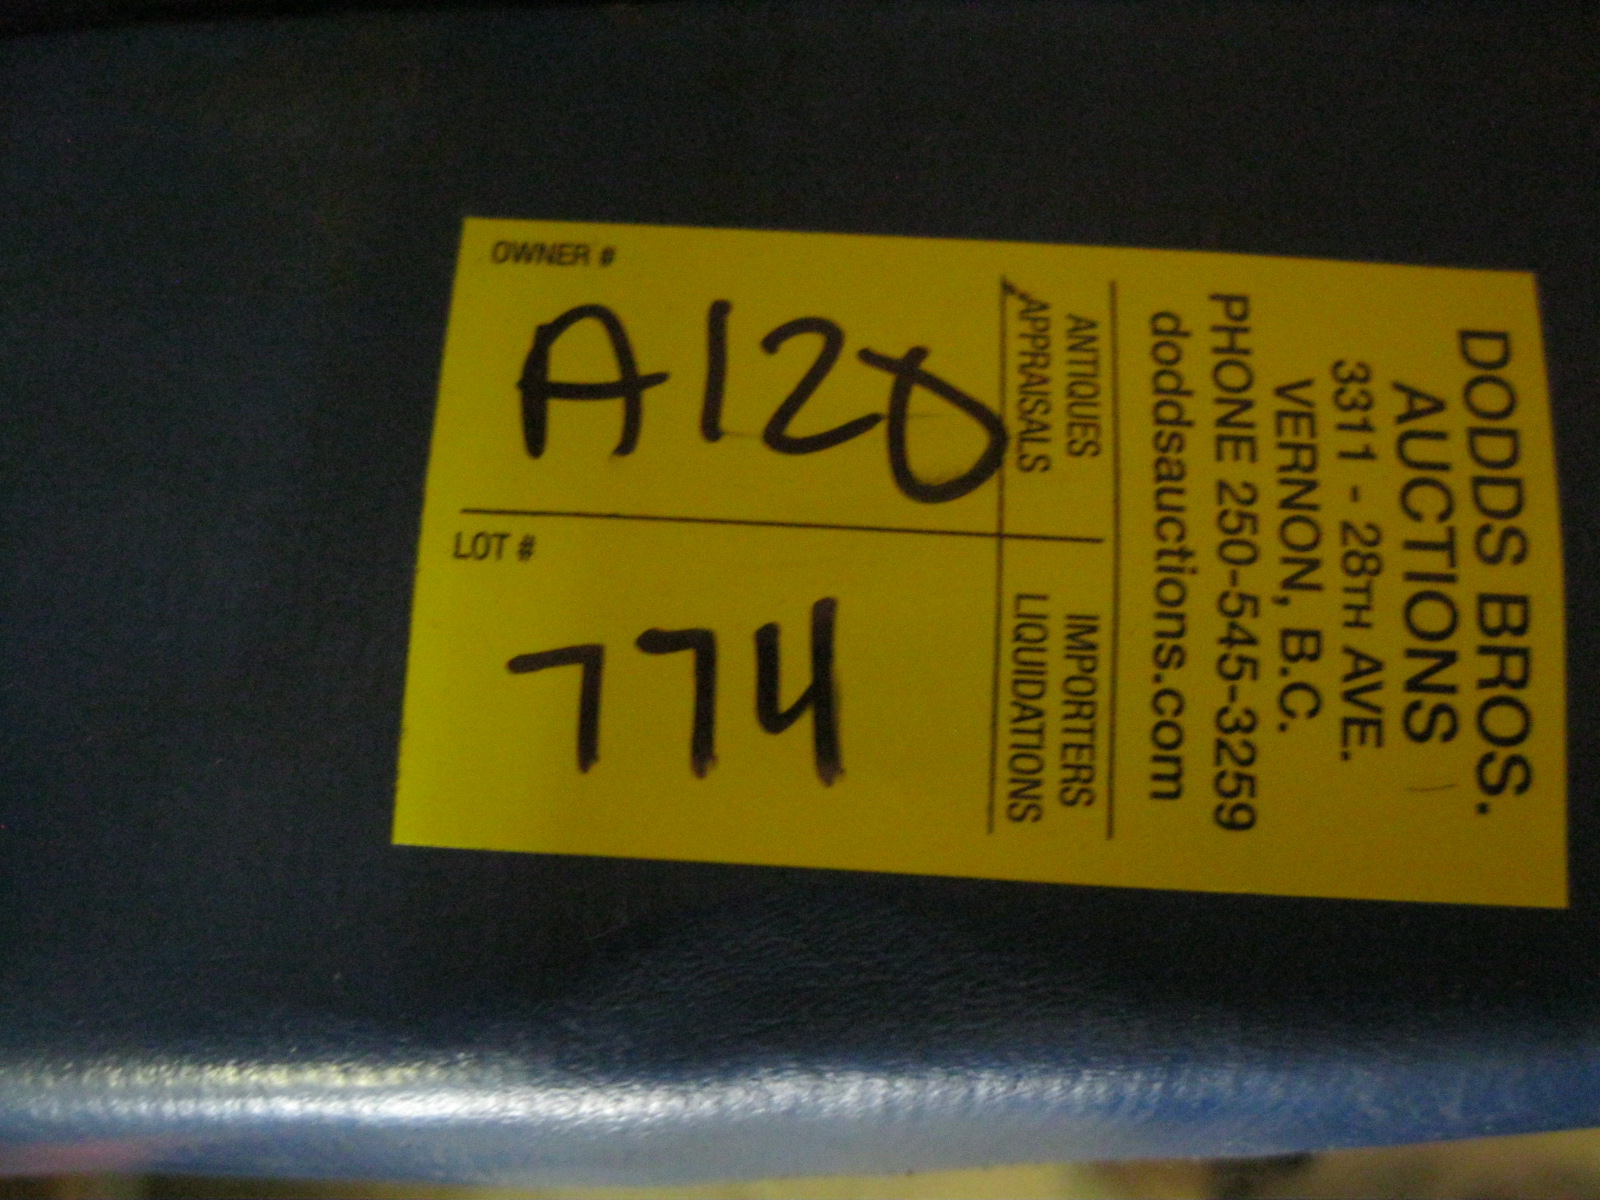 DODDS BROS.
AUCTIONS
3311 - 28TH AVE.
VERNON, B.C.
PHONE 250-545-3259
doddsauctions.com
ANTIQUES
APPRAISALS
IMPORTERS
LIQUIDATIONS
OWNER #
A120
LOT #
774